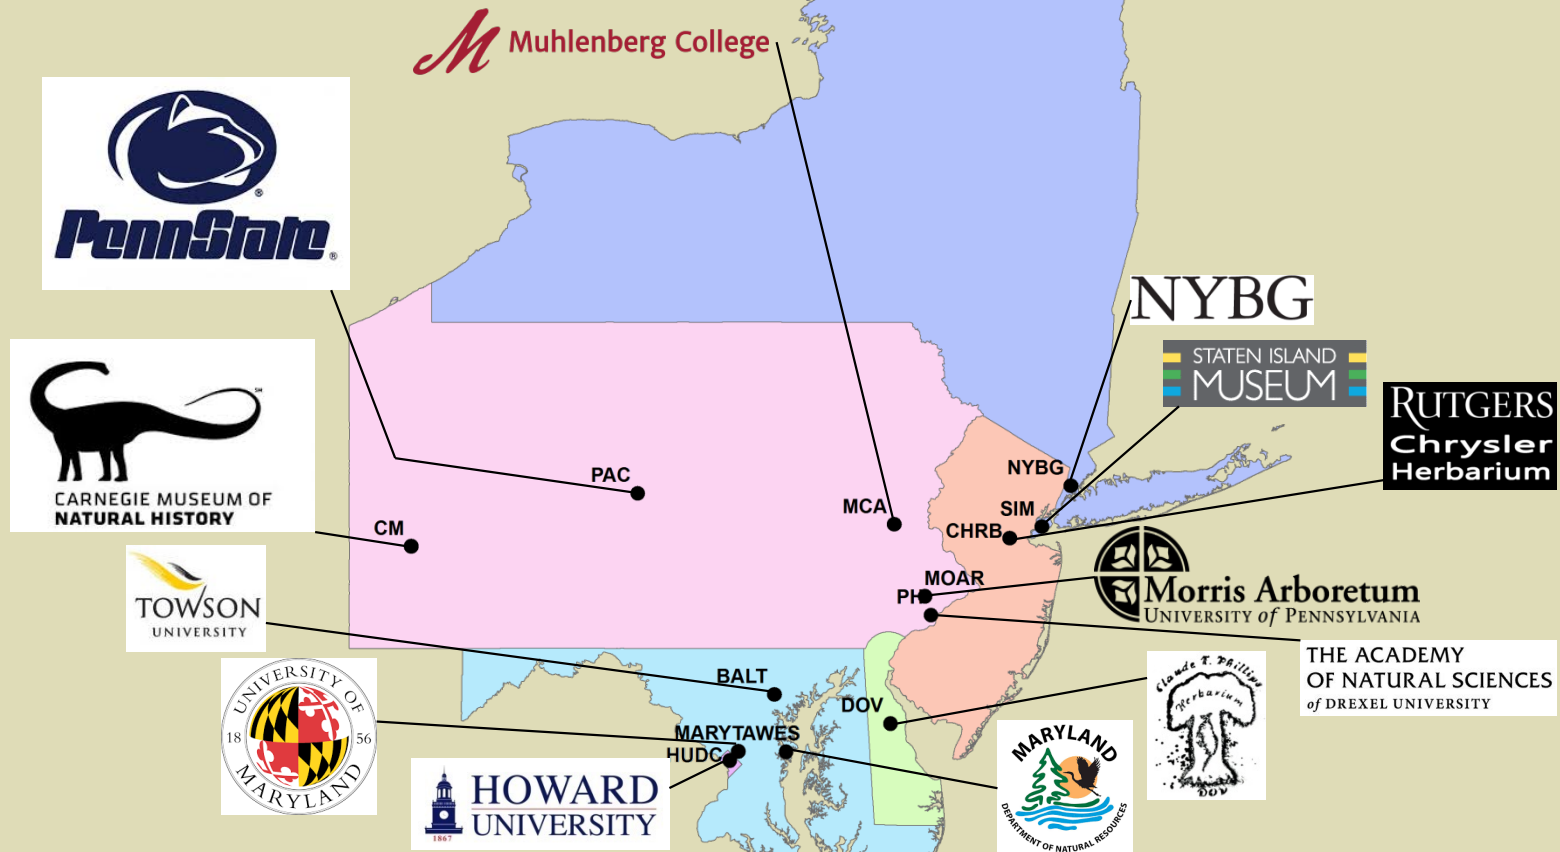 Muhlenberg College
PennState
®
®
NYBG
STATEN ISLAND
MUSEUM
RUTGERS
Chrysler
Herbarium
SM
CARNEGIE MUSEUM OF
NATURAL HISTORY
PAC
NYBG
MCA
SIM
CM
CHRB
MOAR
PH
Morris Arboretum
UNIVERSITY of PENNSYLVANIA
TOWSON
UNIVERSITY
THE ACADEMY
OF NATURAL SCIENCES
of DREXEL UNIVERSITY
BALT
DOV
UNIVERSITY OF
18 56
MARYLAND
MARY TAWES
HUDC
Claude E. Phillips
Herbarium
DOV
HOWARD
UNIVERSITY
1867
MARYLAND
DEPARTMENT OF NATURAL RESOURCES